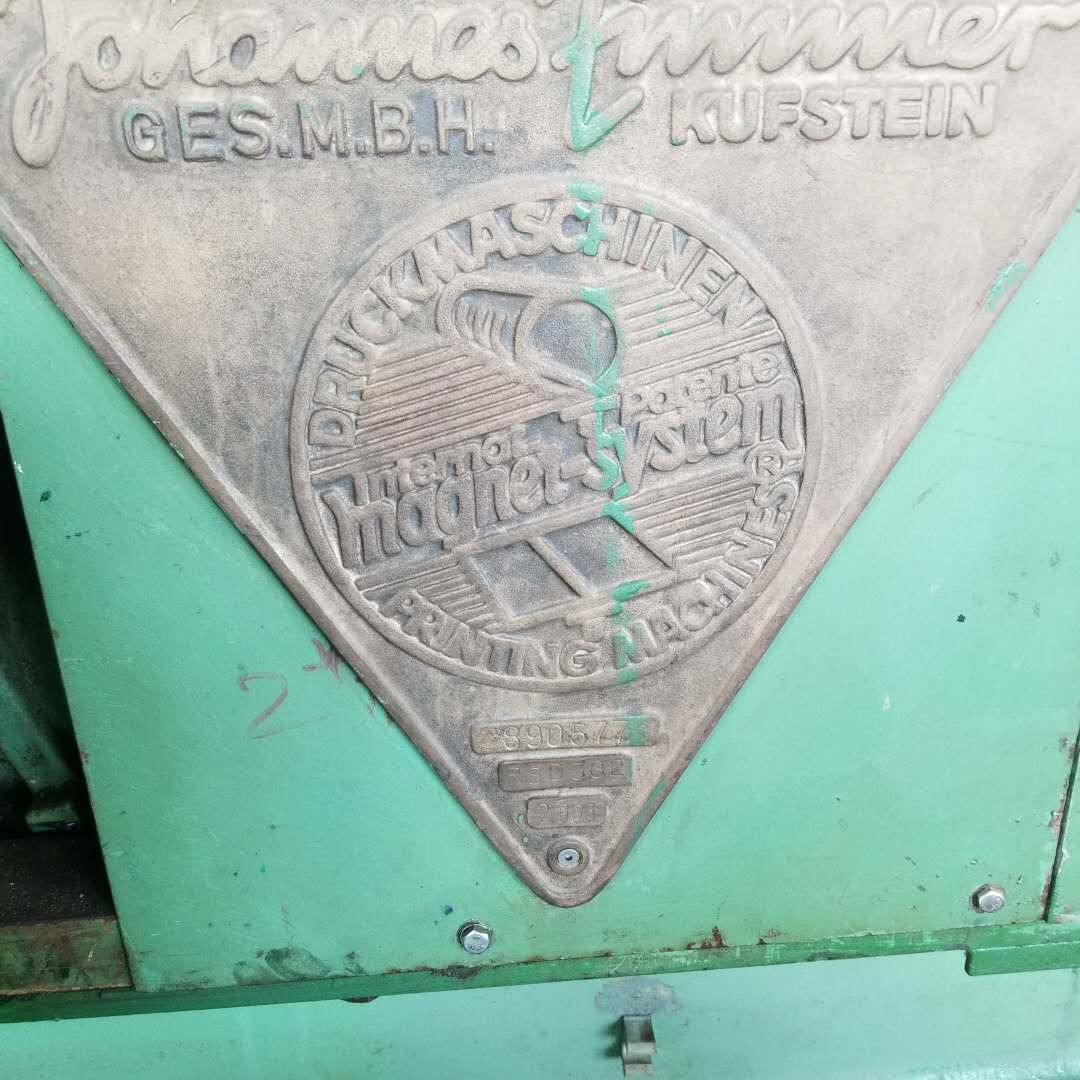 Johannes Zimmer
GES.M.B.H. KUFSTEIN
DRUCKMASCHINEN
Internat. Patente
Magnet-System
PRINTING MACHINES ®
2